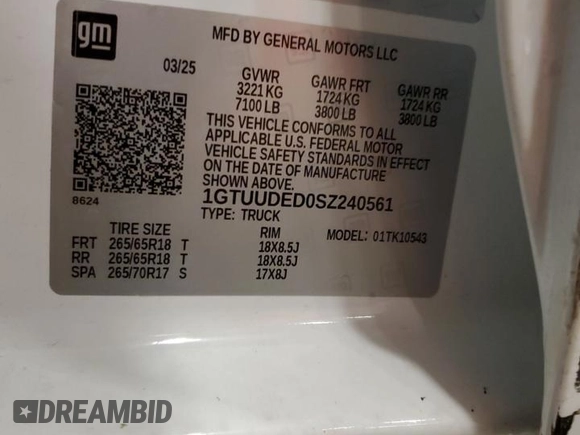 gm
MFD BY GENERAL MOTORS LLC
03/25
GVWR GAWR FRT GAWR RR
3221 KG 1724 KG 1724 KG
7100 LB 3800 LB 3800 LB
THIS VEHICLE CONFORMS TO ALL
APPLICABLE U.S. FEDERAL MOTOR
VEHICLE SAFETY STANDARDS IN EFFECT
ON THE DATE OF MANUFACTURE
SHOWN ABOVE.
8624
1GTUUDED0SZ240561
TYPE: TRUCK
TIRE SIZE RIM MODEL: 01TK10543
FRT 265/65R18 T 18X8.5J
RR 265/65R18 T 18X8.5J
SPA 265/70R17 S 17X8J
DREAMBID